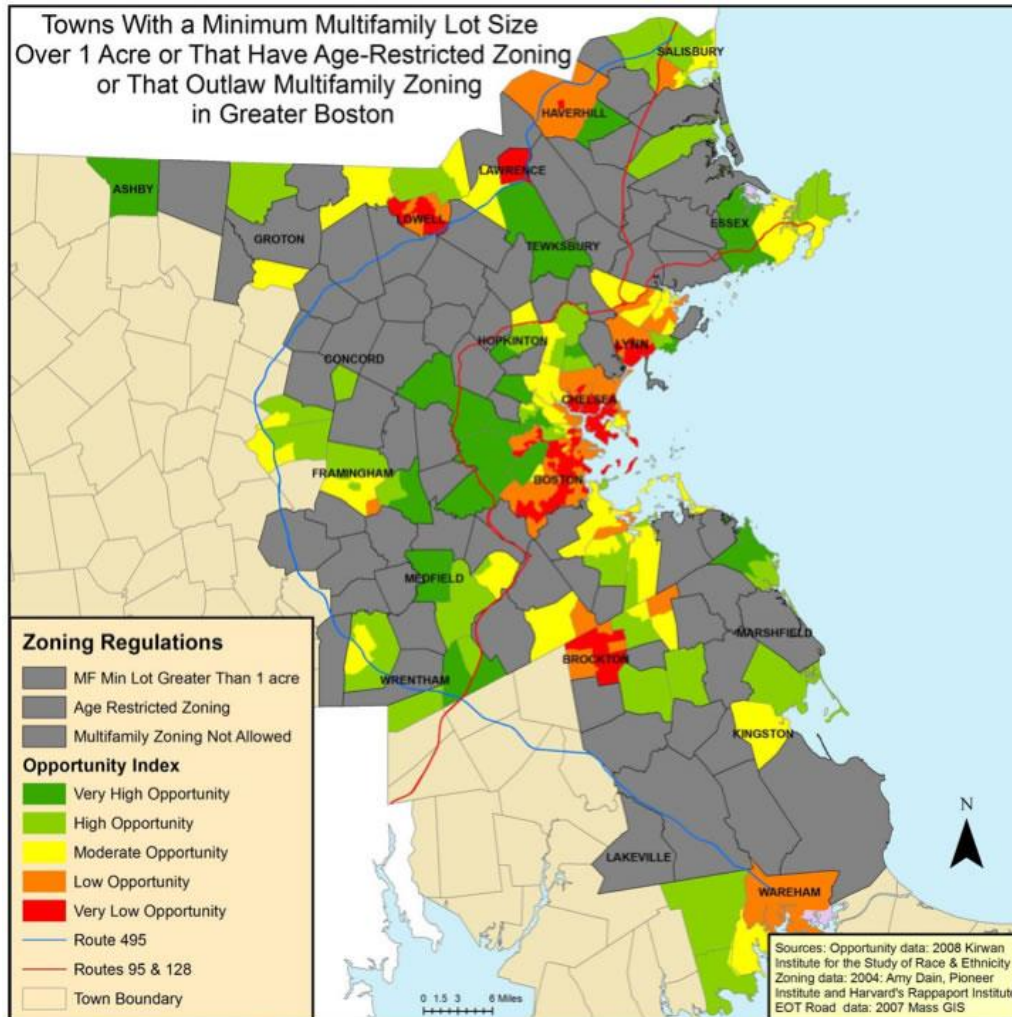 Towns With a Minimum Multifamily Lot Size
Over 1 Acre or That Have Age-Restricted Zoning
or That Outlaw Multifamily Zoning
in Greater Boston
SALISBURY
HAVERHILL
LAWRENCE
ASHBY
LOWELL
ESSEX
GROTON
TEWKSBURY
HOPKINTON
LYNN
CONCORD
CHELSEA
FRAMINGHAM
BOSTON
MEDFIELD
MARSHFIELD
BROCKTON
WRENTHAM
KINGSTON
LAKEVILLE
WAREHAM
Zoning Regulations
MF Min Lot Greater Than 1 acre
Age Restricted Zoning
Multifamily Zoning Not Allowed
Opportunity Index
Very High Opportunity
High Opportunity
Moderate Opportunity
Low Opportunity
Very Low Opportunity
Route 495
Routes 95 & 128
Town Boundary
0 1.5 3 6 Miles
N
Sources: Opportunity data: 2008 Kirwan
Institute for the Study of Race & Ethnicity
Zoning data: 2004: Amy Dain, Pioneer
Institute and Harvard's Rappaport Institute
EOT Road data: 2007 Mass GIS